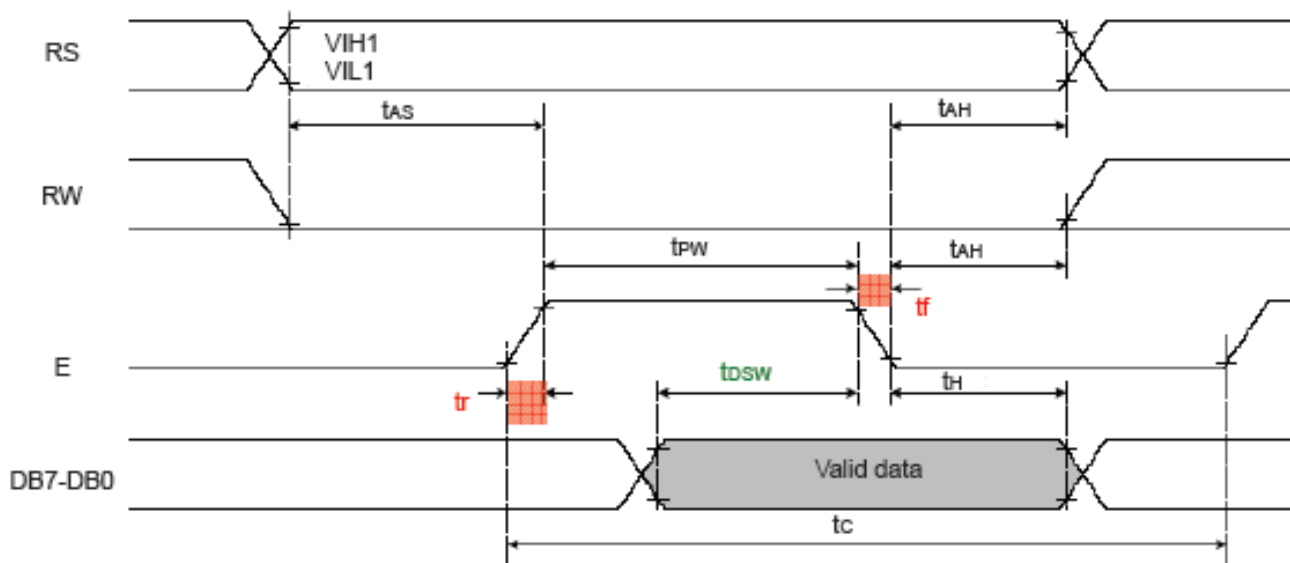 RS
VIH1
VIL1
tAS
tAH
RW
tPW
tAH
tf
E
tDSW
tH
tr
DB7-DB0
Valid data
tC